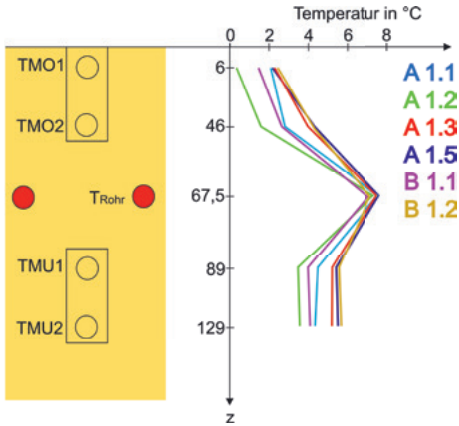 Temperatur in °C
0 2 4 6 8
TMO1
6
A 1.1
A 1.2
TMO2
46
A 1.3
A 1.5
TRohr
67,5
B 1.1
B 1.2
TMU1
89
TMU2
129
z